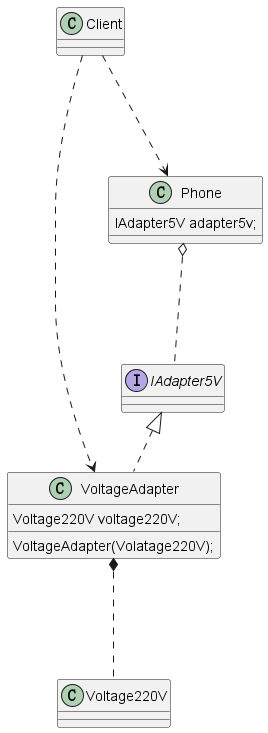 C Client
C Phone
IAdapter5V adapter5v;
I IAdapter5V
C VoltageAdapter
Voltage220V voltage220V;
VoltageAdapter(Volatage220V);
C Voltage220V